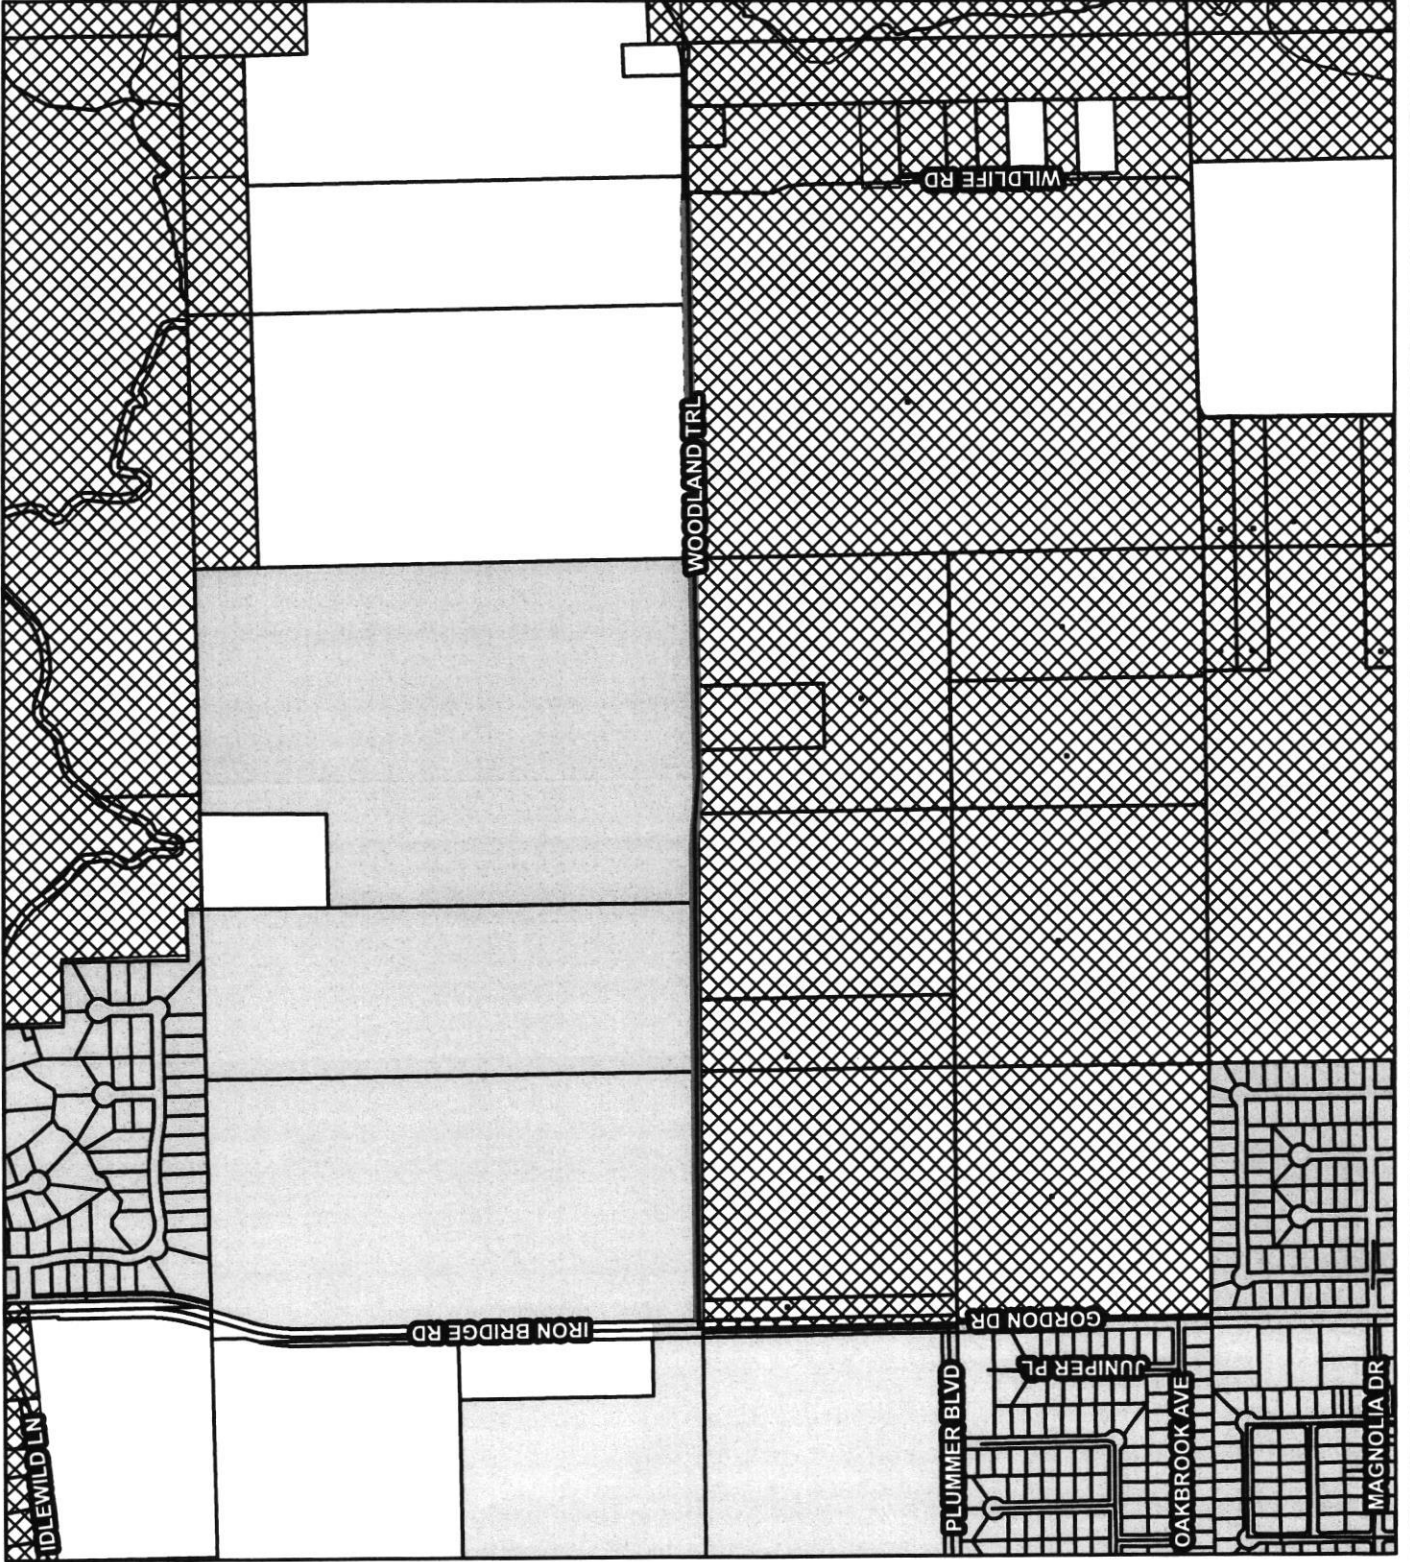 WILDLIFE RD
WOODLAND TRL
IRON BRIDGE RD
GORDON DR
JUNIPER PL
IDLEWILD LN
PLUMMER BLVD
OAKBROOK AVE
MAGNOLIA DR